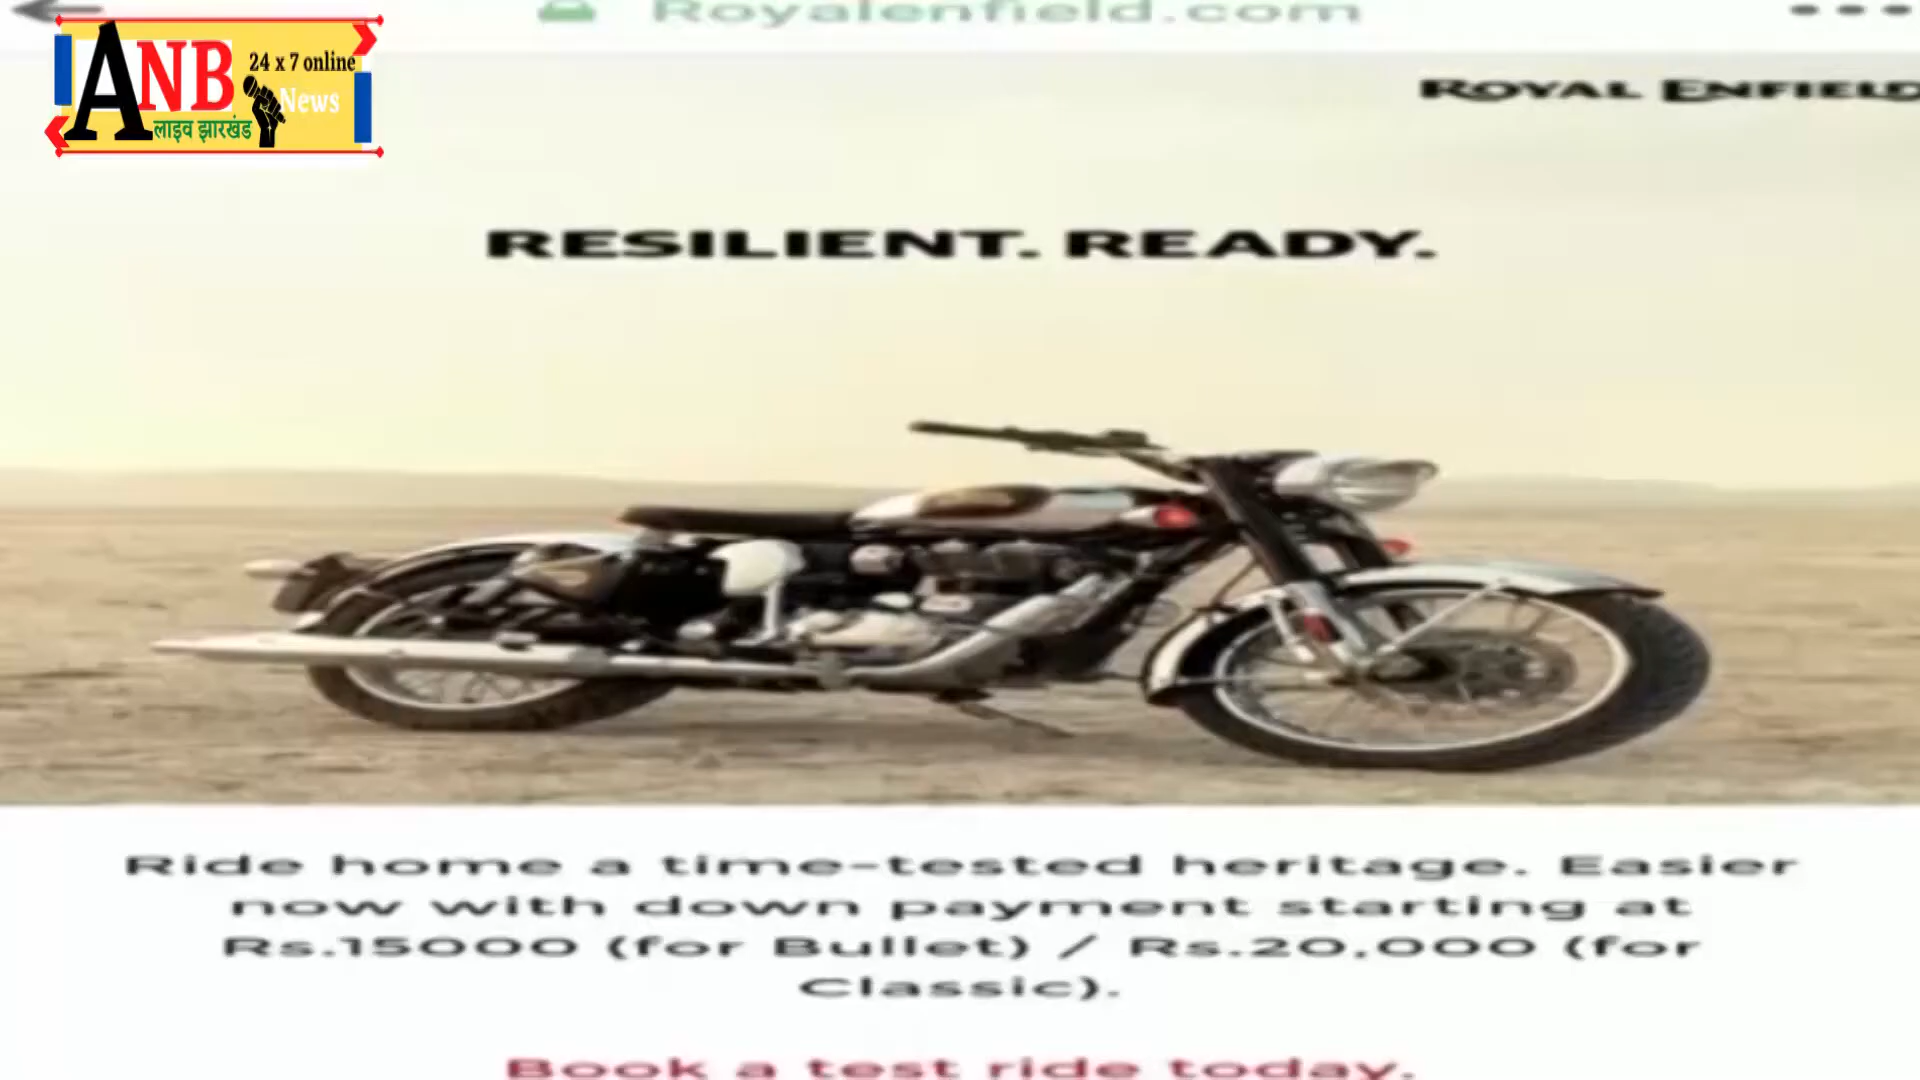 Royalenfield.com
ANB
24 x 7 online
News
लाइव झारखंड
ROYAL ENFIELD
RESILIENT. READY.
Ride home a time-tested heritage. Easier
now with down payment starting at
Rs.15000 (for Bullet) / Rs.20,000 (for
Classic).
Book a test ride today.